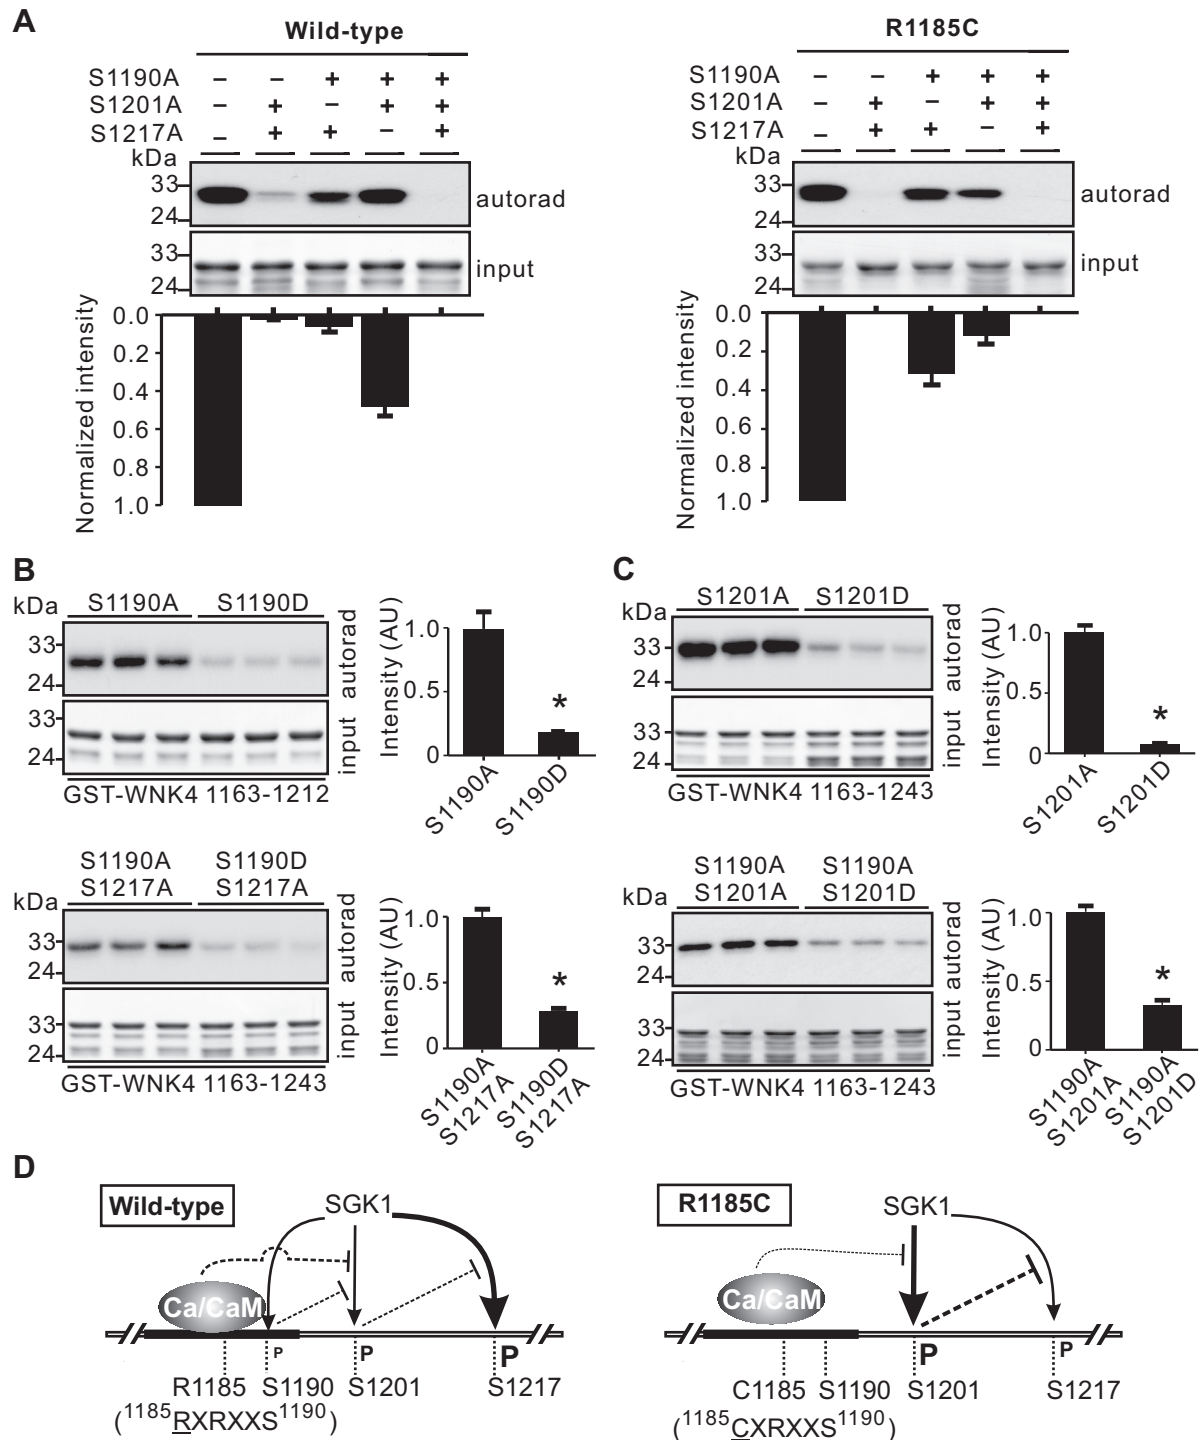 A
Wild-type
S1190A – – + + +
S1201A – + – + +
S1217A – + + – +
kDa
33
24
autorad
33
24
input
Normalized intensity
0.0
0.2
0.4
0.6
0.8
1.0
R1185C
S1190A – – + + +
S1201A – + – + +
S1217A – + + – +
kDa
33
24
autorad
33
24
input
Normalized intensity
0.0
0.2
0.4
0.6
0.8
1.0
B
kDa
S1190A S1190D
33
24
autorad
33
24
input
GST-WNK4 1163-1212
Intensity (AU)
1.0
0.5
0
*
S1190A
S1190D
S1190A S1190D
S1217A S1217A
kDa
33
24
autorad
33
24
input
GST-WNK4 1163-1243
Intensity (AU)
1.0
0.5
0
*
S1190A
S1217A
S1190D
S1217A
C
kDa
S1201A S1201D
33
24
autorad
33
24
input
GST-WNK4 1163-1243
Intensity (AU)
1.0
0.5
0
*
S1201A
S1201D
S1190A S1190A
S1201A S1201D
kDa
33
24
autorad
33
24
input
GST-WNK4 1163-1243
Intensity (AU)
1.0
0.5
0
*
S1190A
S1201A
S1190A
S1201D
D
Wild-type
SGK1
Ca/CaM
P P P
R1185 S1190 S1201 S1217
(1185RXRXXS1190)
R1185C
SGK1
Ca/CaM
P P
C1185 S1190 S1201 S1217
(1185CXRXXS1190)